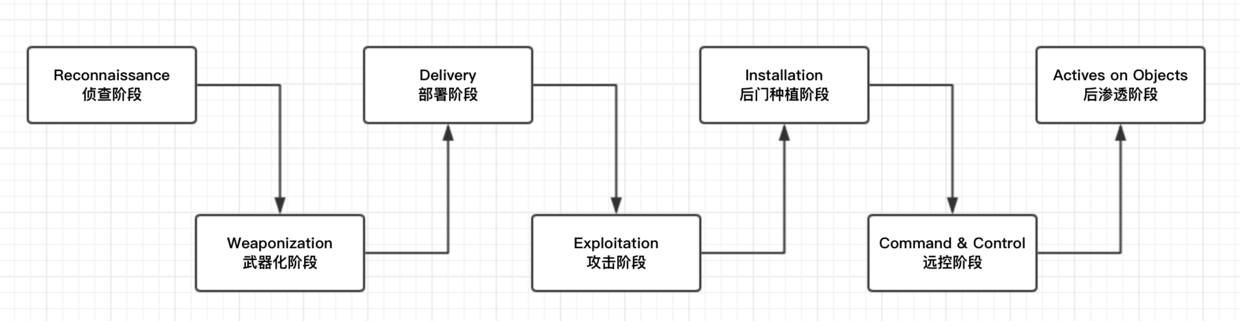 Reconnaissance
侦查阶段
Weaponization
武器化阶段
Delivery
部署阶段
Exploitation
攻击阶段
Installation
后门种植阶段
Command & Control
远控阶段
Actives on Objects
后渗透阶段